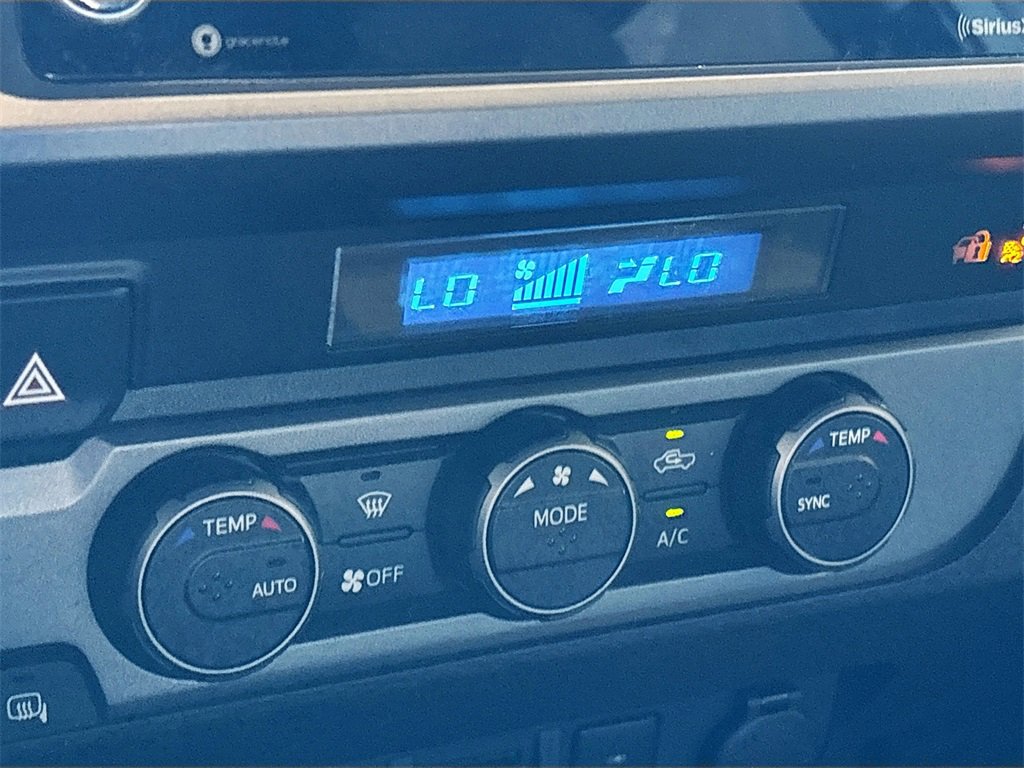 gracenote
Sirius
LO LO
TEMP
AUTO
OFF
MODE
A/C
TEMP
SYNC